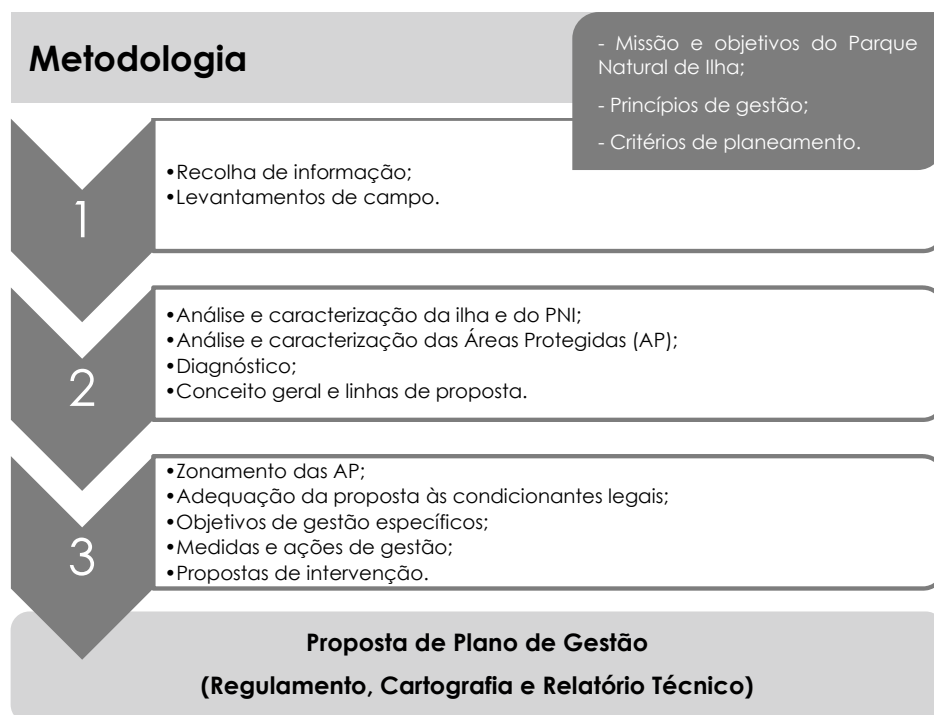 Metodologia
- Missão e objetivos do Parque
Natural de Ilha;
- Princípios de gestão;
- Critérios de planeamento.
1
•Recolha de informação;
•Levantamentos de campo.
2
•Análise e caracterização da ilha e do PNI;
•Análise e caracterização das Áreas Protegidas (AP);
•Diagnóstico;
•Conceito geral e linhas de proposta.
3
•Zonamento das AP;
•Adequação da proposta às condicionantes legais;
•Objetivos de gestão específicos;
•Medidas e ações de gestão;
•Propostas de intervenção.
Proposta de Plano de Gestão
(Regulamento, Cartografia e Relatório Técnico)